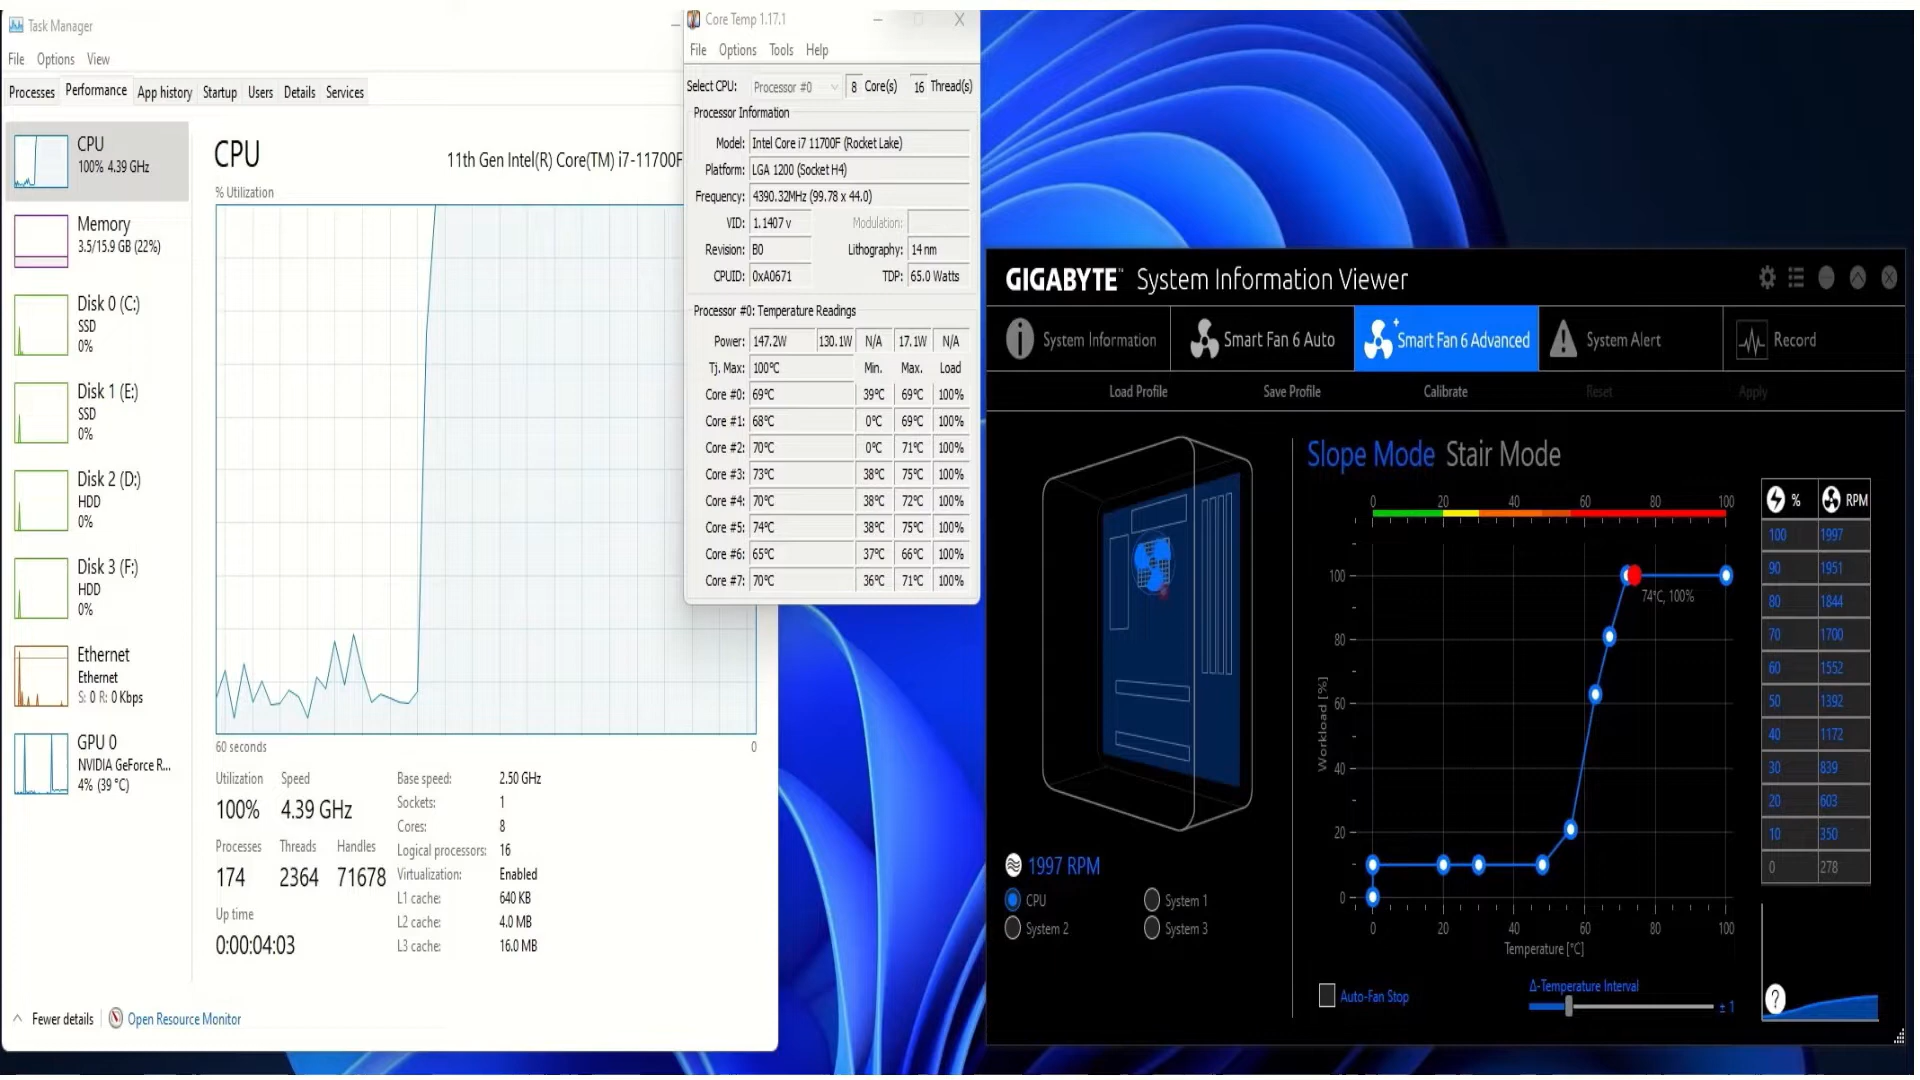 Task Manager
File Options View
Processes Performance App history Startup Users Details Services
CPU
100% 4.39 GHz
Memory
3.5/15.9 GB (22%)
Disk 0 (C:)
SSD
0%
Disk 1 (E:)
SSD
0%
Disk 2 (D:)
HDD
0%
Disk 3 (F:)
HDD
0%
Ethernet
Ethernet
S: 0 R: 0 Kbps
GPU 0
NVIDIA GeForce R...
4% (39 °C)
CPU 11th Gen Intel(R) Core(TM) i7-11700F
% Utilization
60 seconds 0
Utilization Speed
100% 4.39 GHz
Processes Threads Handles
174 2364 71678
Up time
0:00:04:03
Base speed: 2.50 GHz
Sockets: 1
Cores: 8
Logical processors: 16
Virtualization: Enabled
L1 cache: 640 KB
L2 cache: 4.0 MB
L3 cache: 16.0 MB
Fewer details Open Resource Monitor
Core Temp 1.17.1
File Options Tools Help
Select CPU: Processor #0 8 Core(s) 16 Thread(s)
Processor Information
Model: Intel Core i7 11700F (Rocket Lake)
Platform: LGA 1200 (Socket H4)
Frequency: 4390.32MHz (99.78 x 44.0)
VID: 1.1407 v Modulation:
Revision: B0 Lithography: 14 nm
CPUID: 0xA0671 TDP: 65.0 Watts
Processor #0: Temperature Readings
Power: 147.2W 130.1W N/A 17.1W N/A
Tj. Max: 100°C Min. Max. Load
Core #0: 69°C 39°C 69°C 100%
Core #1: 68°C 0°C 69°C 100%
Core #2: 70°C 0°C 71°C 100%
Core #3: 73°C 38°C 75°C 100%
Core #4: 70°C 38°C 72°C 100%
Core #5: 74°C 38°C 75°C 100%
Core #6: 65°C 37°C 66°C 100%
Core #7: 70°C 36°C 71°C 100%
GIGABYTE™ System Information Viewer
System Information Smart Fan 6 Auto Smart Fan 6 Advanced System Alert Record
Load Profile Save Profile Calibrate Reset Apply
Slope Mode Stair Mode
0 20 40 60 80 100
100
80
60
40
20
0
Workload [%]
74°C, 100%
0 20 40 60 80 100
Temperature [°C]
Auto-Fan Stop
Δ-Temperature Interval
± 1
1997 RPM
CPU System 1
System 2 System 3
% RPM
100 1997
90 1951
80 1844
70 1700
60 1552
50 1392
40 1172
30 839
20 603
10 350
0 278
?